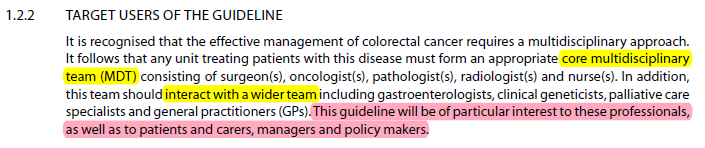 1.2.2 TARGET USERS OF THE GUIDELINE
It is recognised that the effective management of colorectal cancer requires a multidisciplinary approach.
It follows that any unit treating patients with this disease must form an appropriate core multidisciplinary
team (MDT) consisting of surgeon(s), oncologist(s), pathologist(s), radiologist(s) and nurse(s). In addition,
this team should interact with a wider team including gastroenterologists, clinical geneticists, palliative care
specialists and general practitioners (GPs). This guideline will be of particular interest to these professionals,
as well as to patients and carers, managers and policy makers.